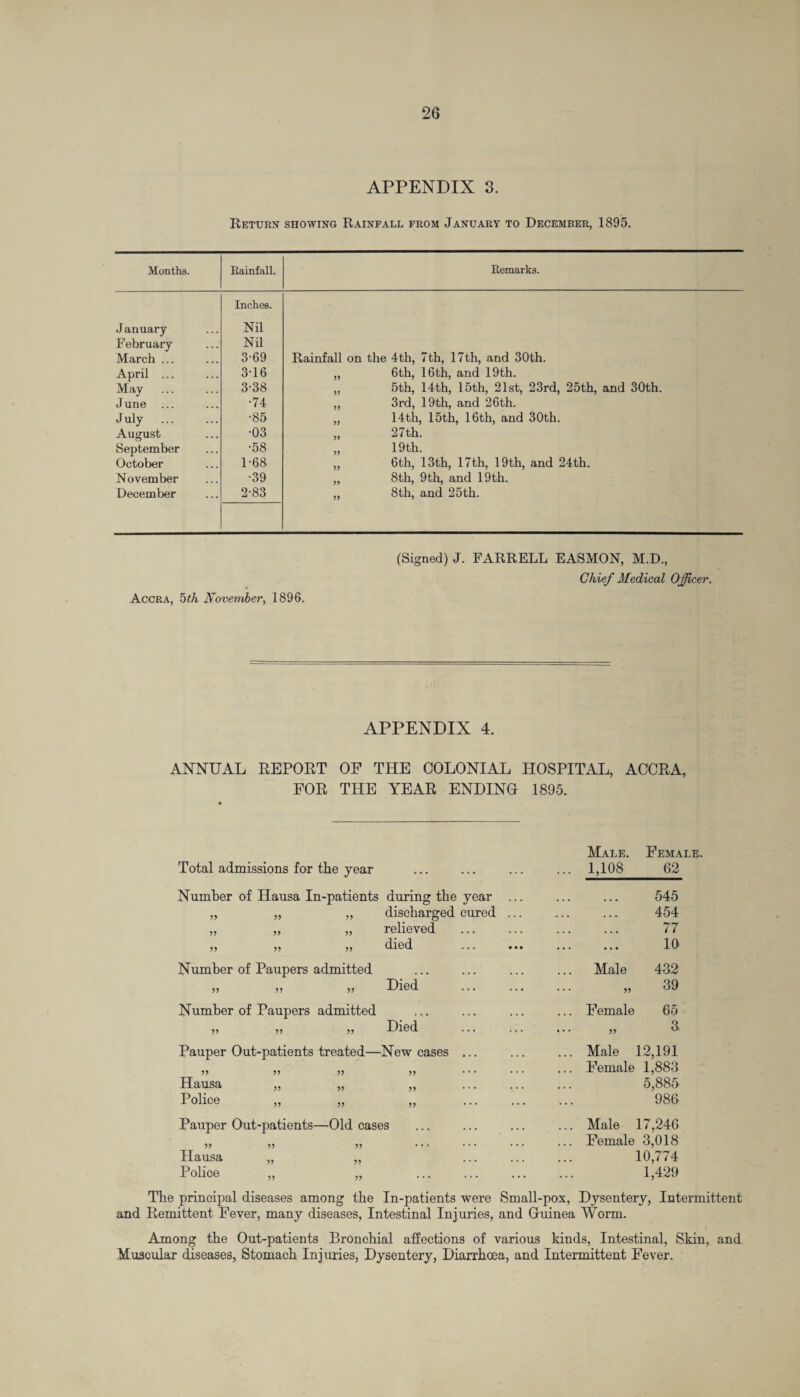 26
APPENDIX 3.
Return showing Rainfall from January to December, 1895.
Months. Rainfall. Remarks.
Inches.
January ... Nil
February ... Nil
March ... ... 3·69 Rainfall on the 4th, 7th, 17th, and 30th.
April ... ... 3·16 „ 6th, 16th, and 19th.
May ... ... 3·38 „ 5th, 14th, 15th, 21st, 23rd, 25th, and 30th.
June ... ... ·74 „ 3rd, 19th, and 26th.
July ... ... ·85 „ 14th, 15th, 16th, and 30th.
August ... ·03 „ 27th.
September ... ·58 „ 19th.
October ... 1·68 „ 6th, 13th, 17th, 19th, and 24th.
November ... ·39 „ 8th, 9th, and 19th.
December ... 2·83 „ 8th, and 25th.
(Signed) J. FARRELL EASMON, M.D.,
Chief Medical Officer.
Accra, 5th November, 1896.
APPENDIX 4.
ANNUAL REPORT OF THE COLONIAL HOSPITAL, ACCRA,
FOR THE YEAR ENDING 1895.
Male. Female.
Total admissions for the year ... ... ... ... 1,108 62
Number of Hausa In-patients during the year ... ... ... 545
„ „ „ discharged cured ... ... ... 454
„ „ „ relieved ... ... ... ... 77
„ „ „ died ... ... ... ... 10
Number of Paupers admitted ... ... ... ... Male 432
„ „ „ Died ... ... ... „ 39
Number of Paupers admitted ... ... ... ... Female 65
„ „ „ Died ... ... ... „ 3
Pauper Out-patients treated—New cases ... ... ... Male 12,191
„ „ „ „ ... ... ... Female 1,883
Hausa „ „ „ ... ... ... 5,885
Police „ „ „ ... ... ... 986
Pauper Out-patients—Old cases ... ... ... ... Male 17,246
„ „ „ ... ... ... ... Female 3,018
Hausa „ „ ... ... ... 10,774
Police „ „ ... ... ... ... 1,429
The principal diseases among the In-patients were Small-pox, Dysentery, Intermittent
and Remittent Fever, many diseases, Intestinal Injuries, and Guinea Worm.
Among the Out-patients Bronchial affections of various kinds, Intestinal, Skin, and
Muscular diseases, Stomach Injuries, Dysentery, Diarrhœa, and Intermittent Fever.